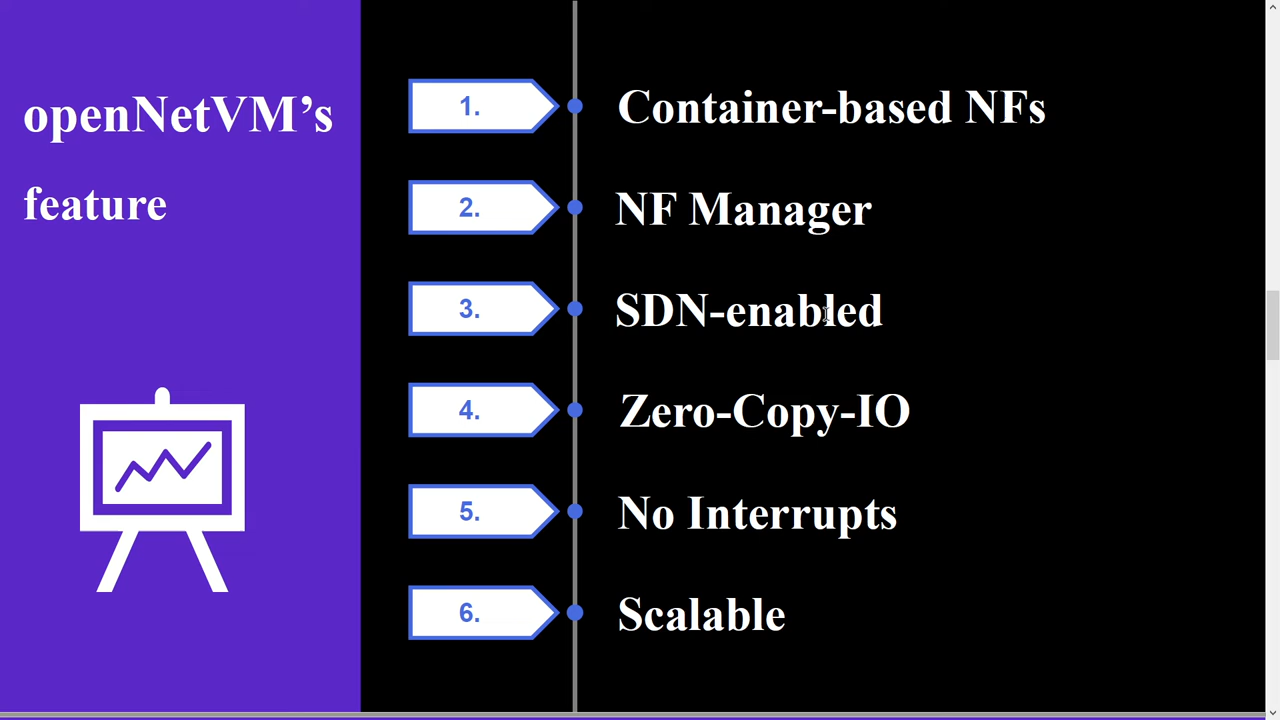 openNetVM’s
feature
1. Container-based NFs
2. NF Manager
3. SDN-enabled
4. Zero-Copy-IO
5. No Interrupts
6. Scalable